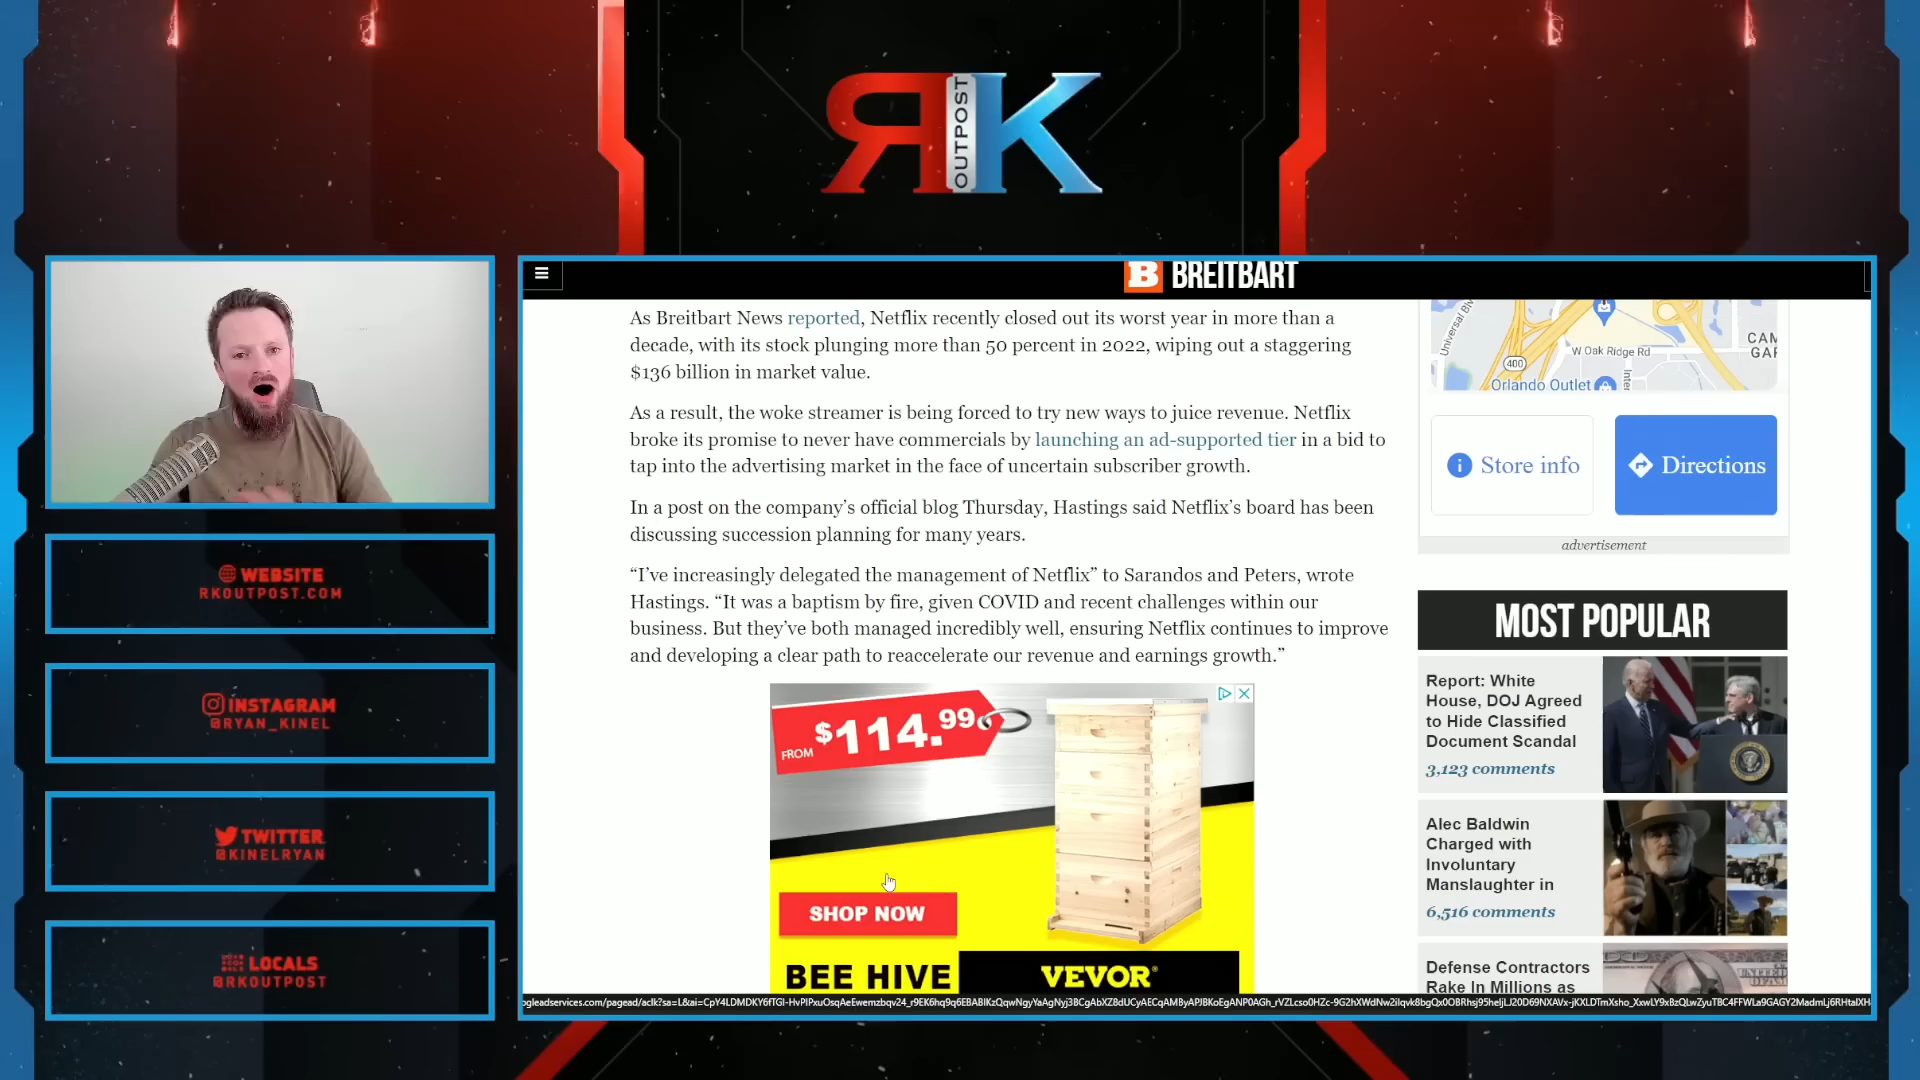 RK
OUTPOST
BREITBART
As Breitbart News reported, Netflix recently closed out its worst year in more than a
decade, with its stock plunging more than 50 percent in 2022, wiping out a staggering
$136 billion in market value.
As a result, the woke streamer is being forced to try new ways to juice revenue. Netflix
broke its promise to never have commercials by launching an ad-supported tier in a bid to
tap into the advertising market in the face of uncertain subscriber growth.
In a post on the company's official blog Thursday, Hastings said Netflix's board has been
discussing succession planning for many years.
“I've increasingly delegated the management of Netflix” to Sarandos and Peters, wrote
Hastings. “It was a baptism by fire, given COVID and recent challenges within our
business. But they've both managed incredibly well, ensuring Netflix continues to improve
and developing a clear path to reaccelerate our revenue and earnings growth.”
FROM $114.99
SHOP NOW
BEE HIVE
VEVOR
W Oak Ridge Rd
400
Orlando Outlet
Store info
Directions
advertisement
MOST POPULAR
Report: White
House, DOJ Agreed
to Hide Classified
Document Scandal
3,123 comments
Alec Baldwin
Charged with
Involuntary
Manslaughter in
6,516 comments
Defense Contractors
Rake In Millions as
WEBSITE
RKOUTPOST.COM
INSTAGRAM
@RYAN_KINEL
TWITTER
@KINELRYAN
LOCALS
@RKOUTPOST